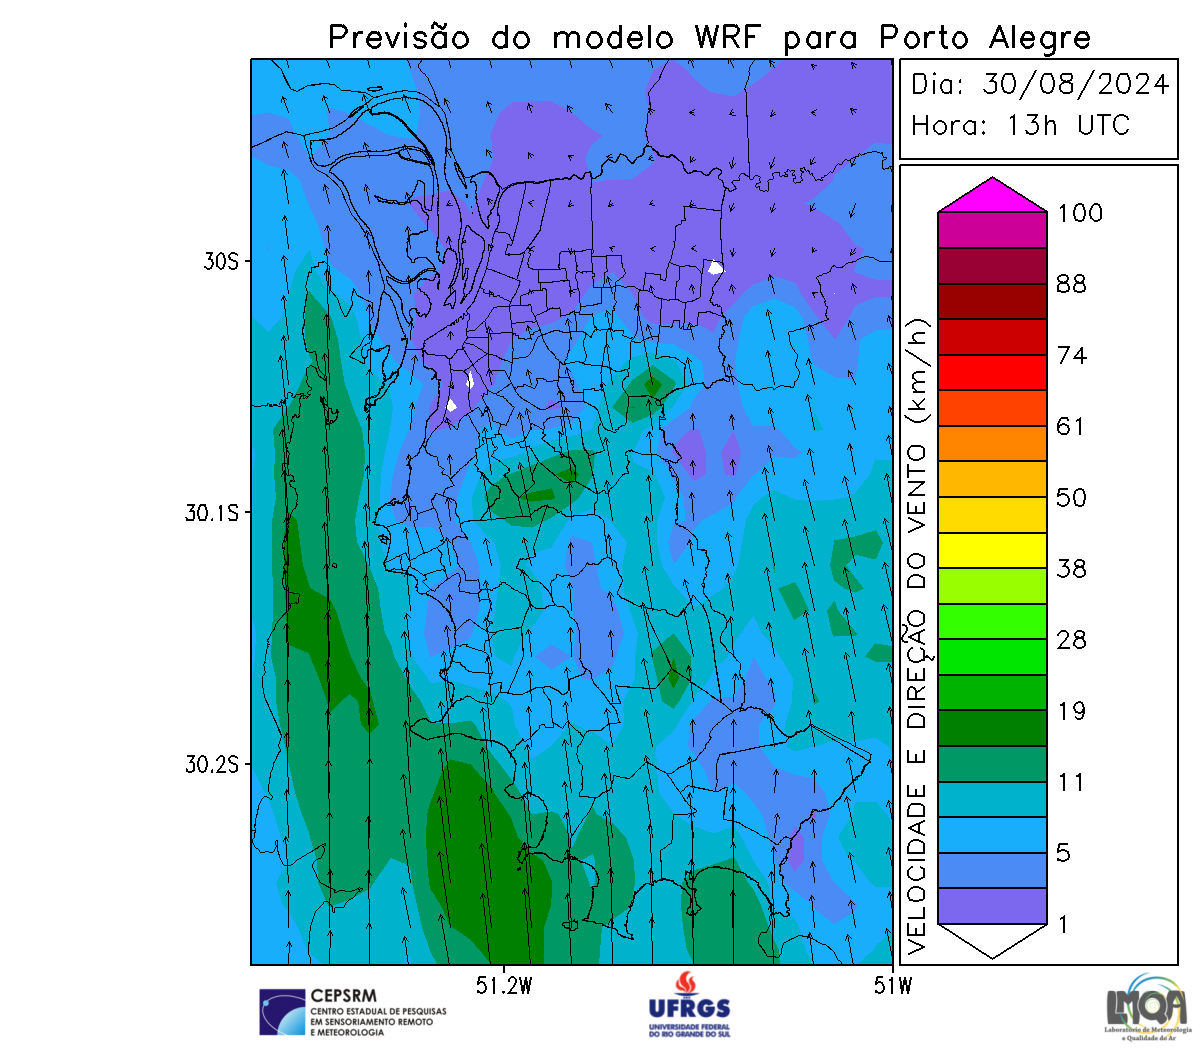 Previsão do modelo WRF para Porto Alegre
Dia: 30/08/2024
Hora: 13h UTC
100
88
74
61
50
38
28
19
11
5
1
VELOCIDADE E DIREÇÃO DO VENTO (km/h)
30S
30.1S
30.2S
51.2W
51W
CEPSRM
CENTRO ESTADUAL DE PESQUISAS
EM SENSORIAMENTO REMOTO
E METEOROLOGIA
UFRGS
UNIVERSIDADE FEDERAL
DO RIO GRANDE DO SUL
LMQA
Laboratório de Meteorologia
e Qualidade do Ar